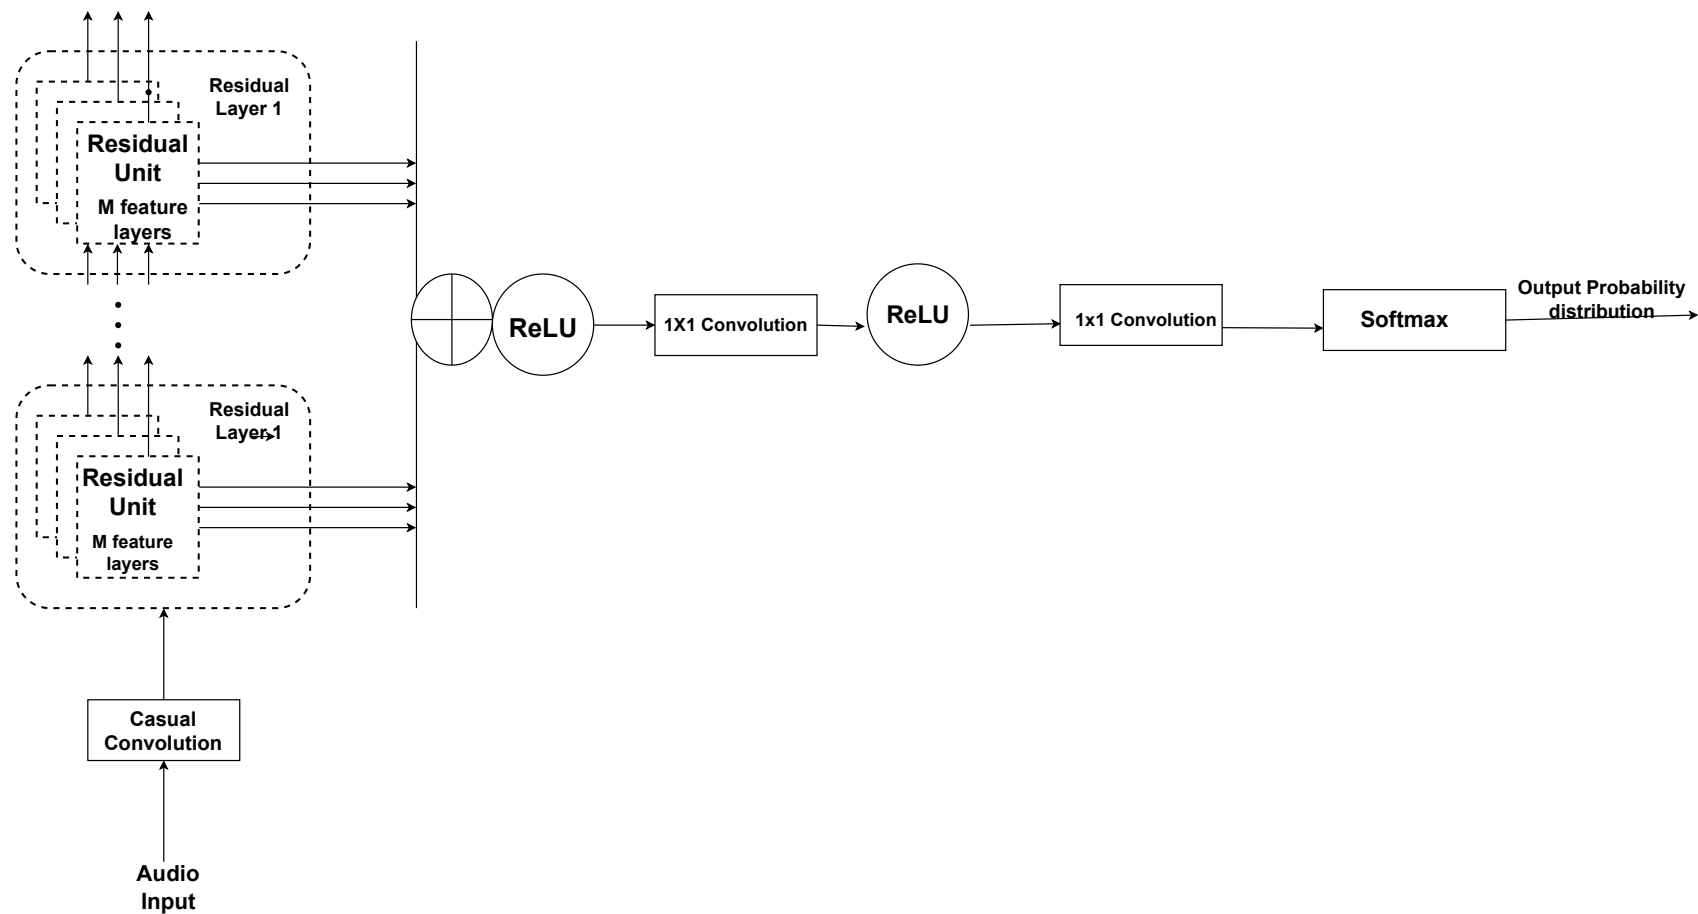 Residual
Layer 1
Residual
Unit
M feature
layers
ReLU
1X1 Convolution
ReLU
1x1 Convolution
Softmax
Output Probability
distribution
Residual
Layer 1
Residual
Unit
M feature
layers
Casual
Convolution
Audio
Input